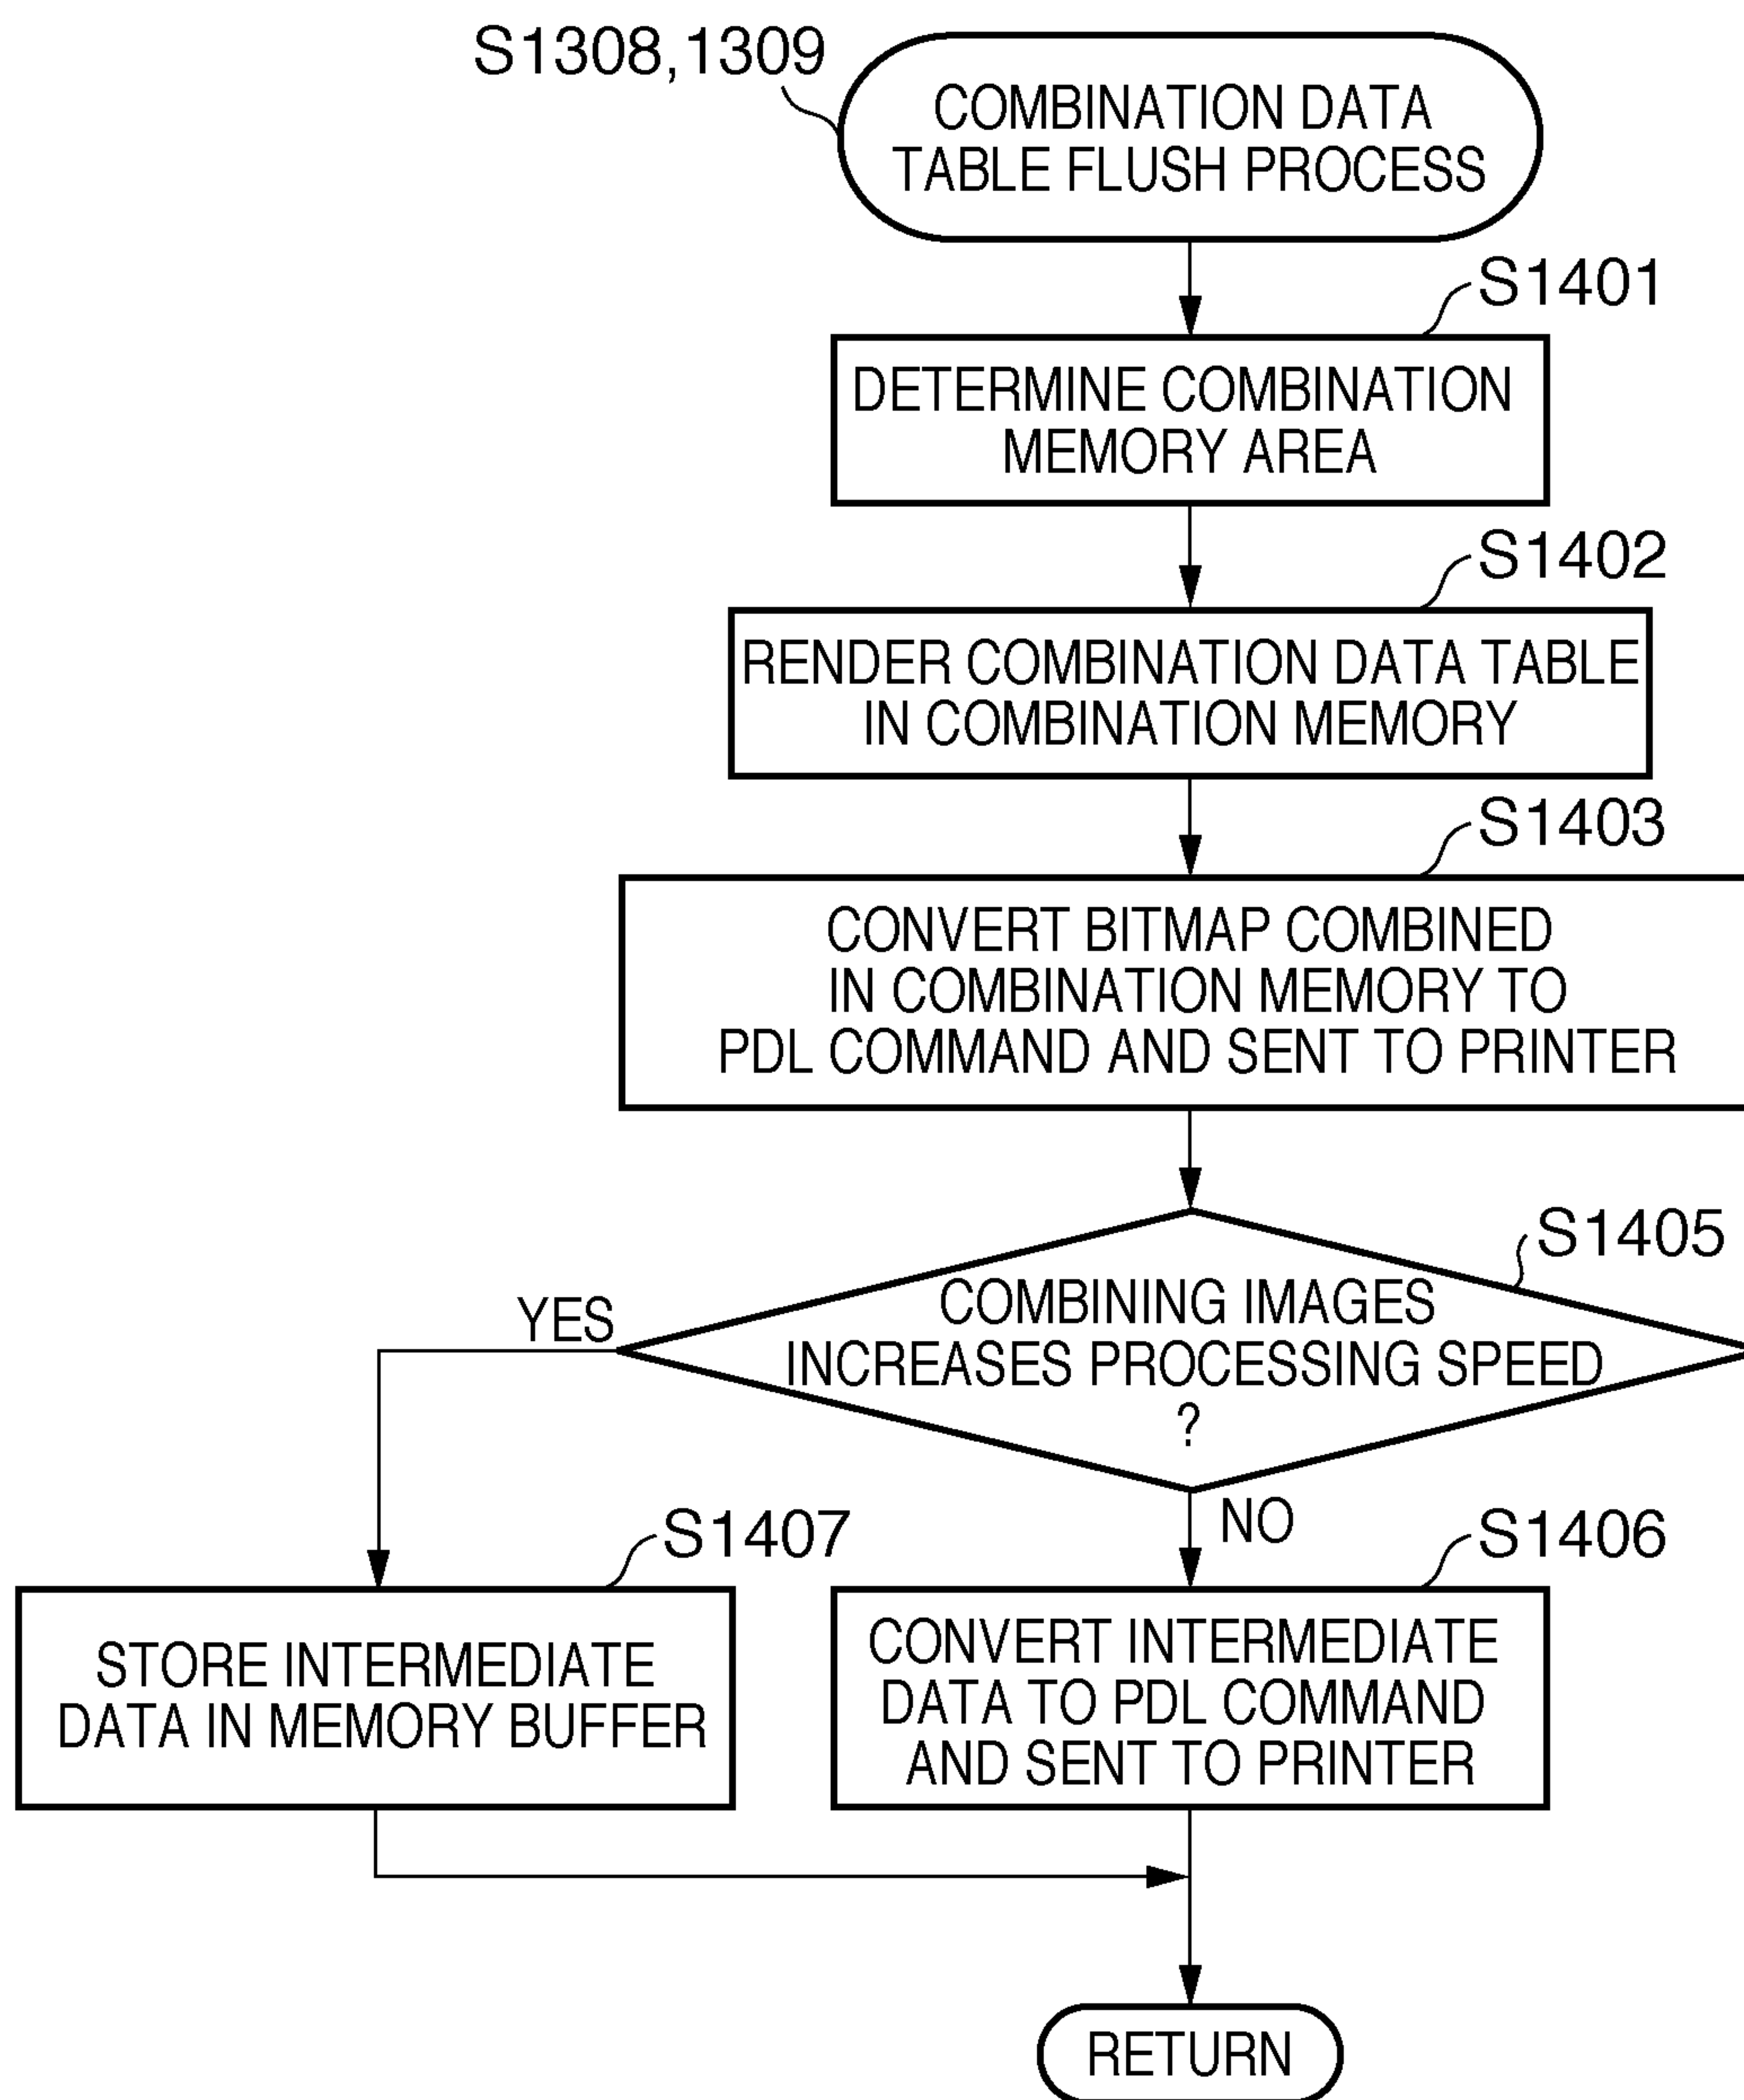 S1308,1309
COMBINATION DATA
TABLE FLUSH PROCESS
S1401
DETERMINE COMBINATION
MEMORY AREA
S1402
RENDER COMBINATION DATA TABLE
IN COMBINATION MEMORY
S1403
CONVERT BITMAP COMBINED
IN COMBINATION MEMORY TO
PDL COMMAND AND SENT TO PRINTER
S1405
COMBINING IMAGES
INCREASES PROCESSING SPEED
?
YES
NO
S1407
STORE INTERMEDIATE
DATA IN MEMORY BUFFER
S1406
CONVERT INTERMEDIATE
DATA TO PDL COMMAND
AND SENT TO PRINTER
RETURN